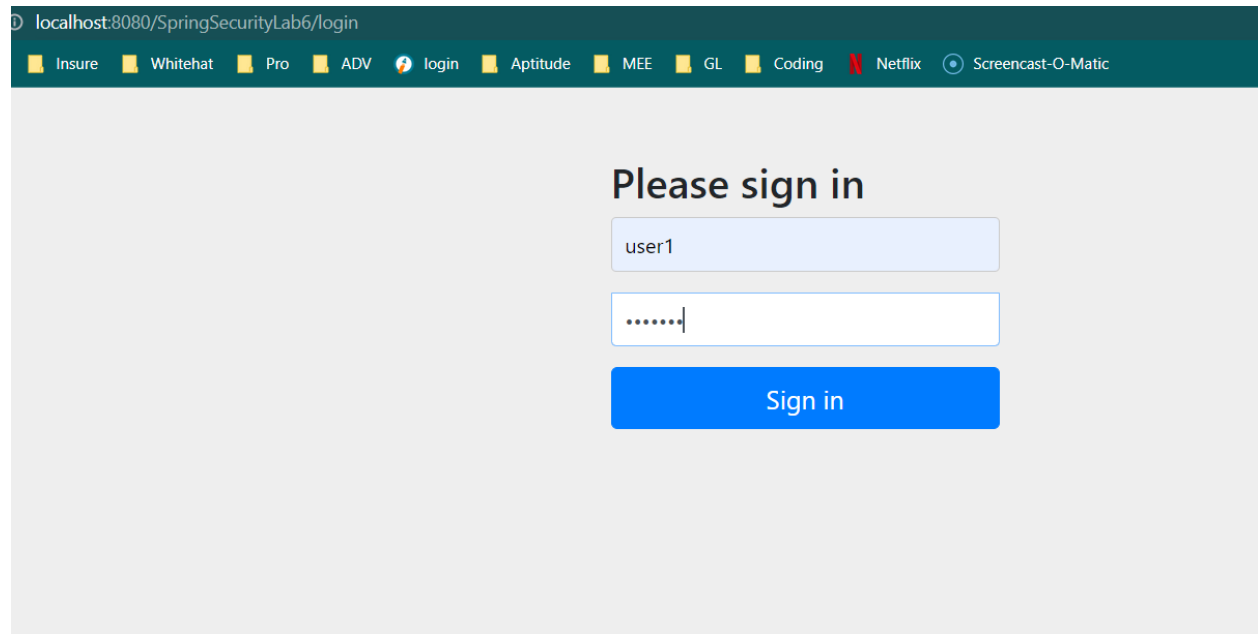 localhost:8080/SpringSecurityLab6/login
Insure Whitehat Pro ADV login Aptitude MEE GL Coding Netflix Screencast-O-Matic
Please sign in
user1
•••••••
Sign in